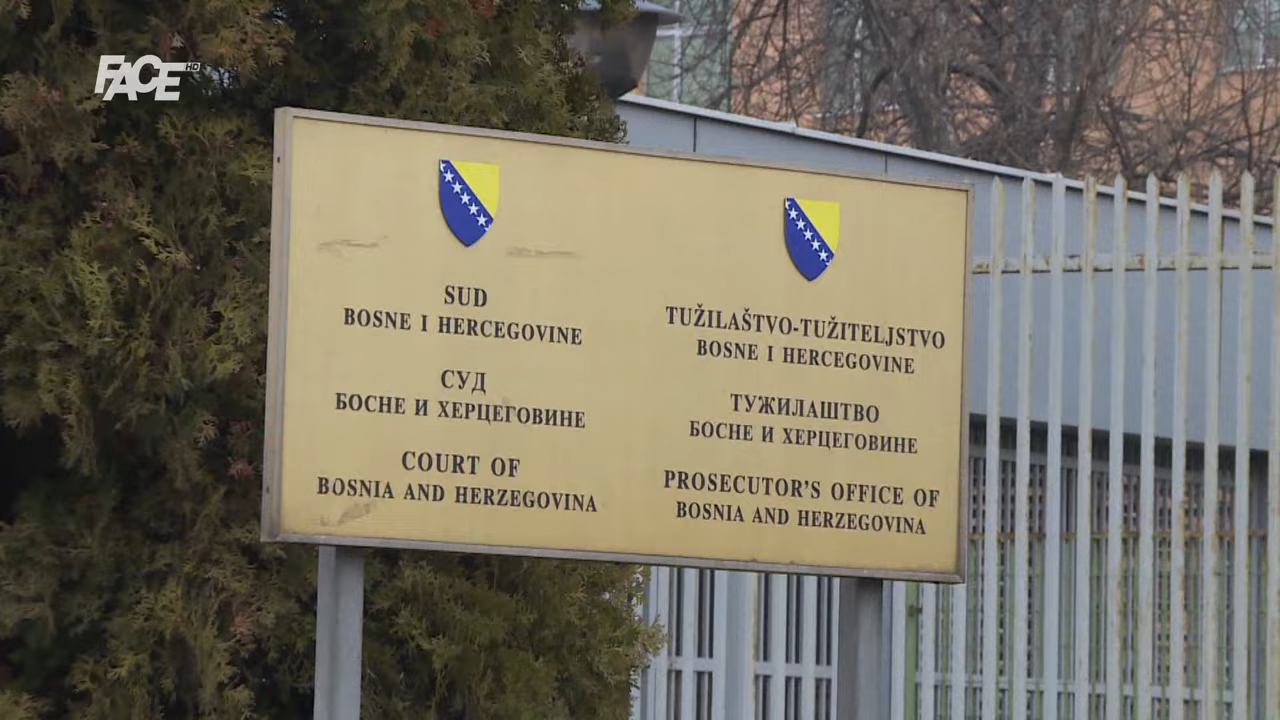 FACE HD
SUD
BOSNE I HERCEGOVINE
СУД
БОСНЕ И ХЕРЦЕГОВИНЕ
COURT OF
BOSNIA AND HERZEGOVINA
TUŽILAŠTVO-TUŽITELJSTVO
BOSNE I HERCEGOVINE
ТУЖИЛАШТВО
БОСНЕ И ХЕРЦЕГОВИНЕ
PROSECUTOR'S OFFICE OF
BOSNIA AND HERZEGOVINA